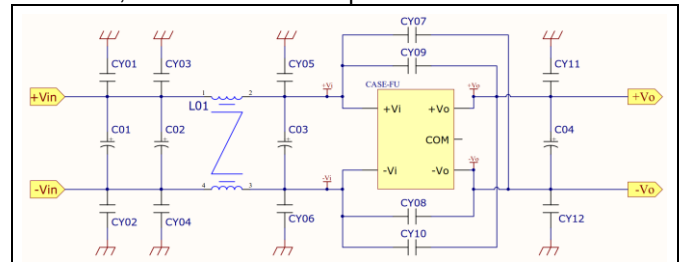 CY07
CY01 CY03 CY05 CY09 CY11
CASE-FU
+Vin 1 2 +Vi +Vi +Vo +Vo +Vo
L01
C01 C02 C03 COM C04
-Vin 4 3 -Vi -Vi -Vo -Vo -Vo
CY02 CY04 CY06 CY08 CY12
CY10